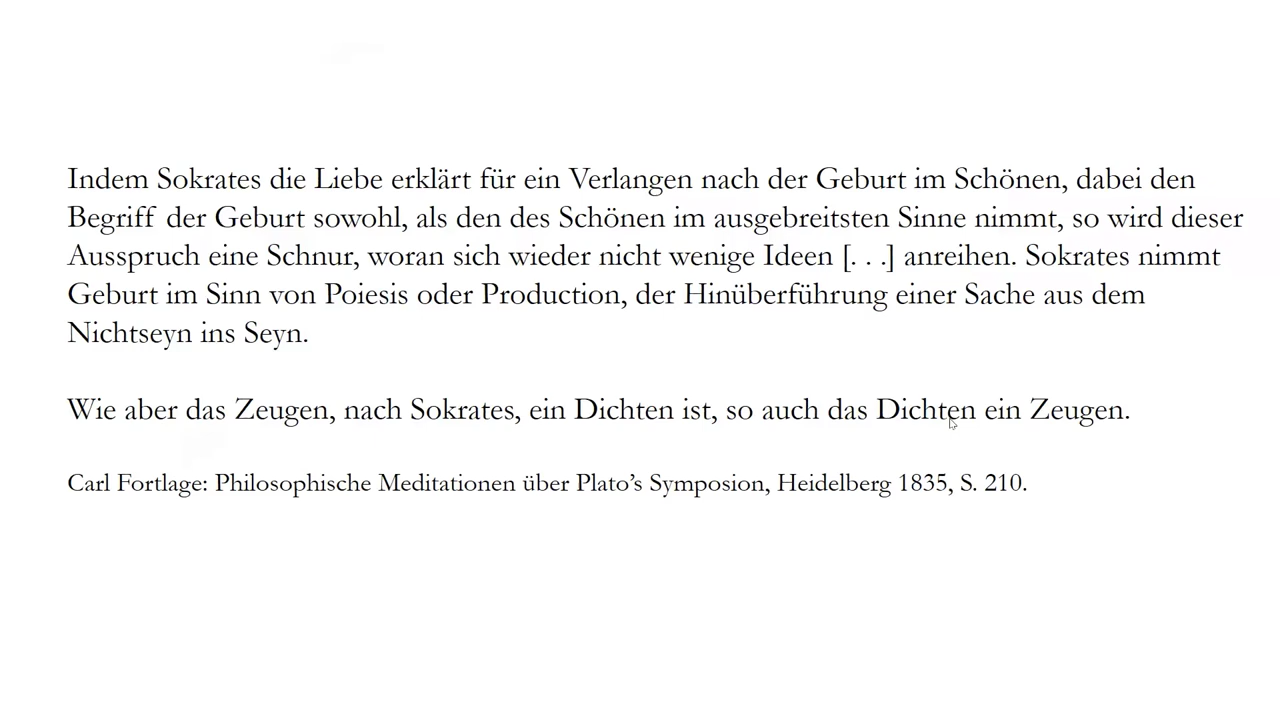 Indem Sokrates die Liebe erklärt für ein Verlangen nach der Geburt im Schönen, dabei den
Begriff der Geburt sowohl, als den des Schönen im ausgebreitsten Sinne nimmt, so wird dieser
Ausspruch eine Schnur, woran sich wieder nicht wenige Ideen [. . .] anreihen. Sokrates nimmt
Geburt im Sinn von Poiesis oder Production, der Hinüberführung einer Sache aus dem
Nichtseyn ins Seyn.
Wie aber das Zeugen, nach Sokrates, ein Dichten ist, so auch das Dichten ein Zeugen.
Carl Fortlage: Philosophische Meditationen über Plato’s Symposion, Heidelberg 1835, S. 210.